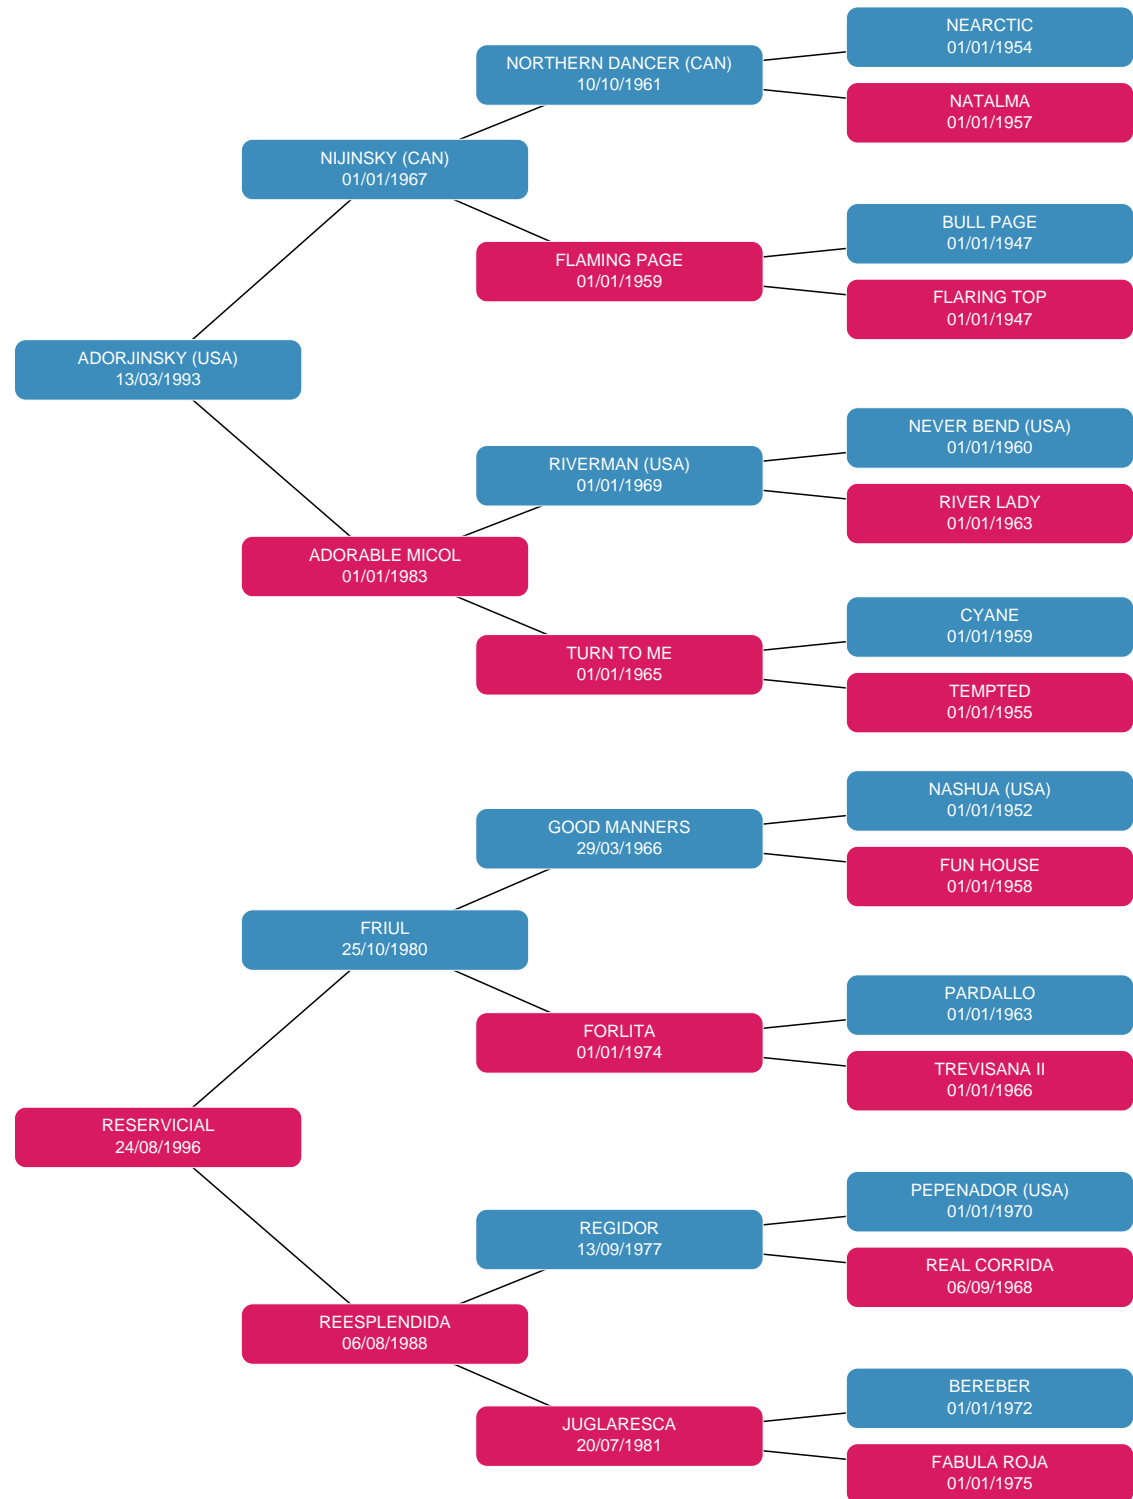 NEARCTIC
01/01/1954
NORTHERN DANCER (CAN)
10/10/1961
NATALMA
01/01/1957
NIJINSKY (CAN)
01/01/1967
BULL PAGE
01/01/1947
FLAMING PAGE
01/01/1959
FLARING TOP
01/01/1947
ADORJINSKY (USA)
13/03/1993
NEVER BEND (USA)
01/01/1960
RIVERMAN (USA)
01/01/1969
RIVER LADY
01/01/1963
ADORABLE MICOL
01/01/1983
CYANE
01/01/1959
TURN TO ME
01/01/1965
TEMPTED
01/01/1955
NASHUA (USA)
01/01/1952
GOOD MANNERS
29/03/1966
FUN HOUSE
01/01/1958
FRIUL
25/10/1980
PARDALLO
01/01/1963
FORLITA
01/01/1974
TREVISANA II
01/01/1966
RESERVICIAL
24/08/1996
PEPENADOR (USA)
01/01/1970
REGIDOR
13/09/1977
REAL CORRIDA
06/09/1968
REESPLENDIDA
06/08/1988
BEREBER
01/01/1972
JUGLARESCA
20/07/1981
FABULA ROJA
01/01/1975